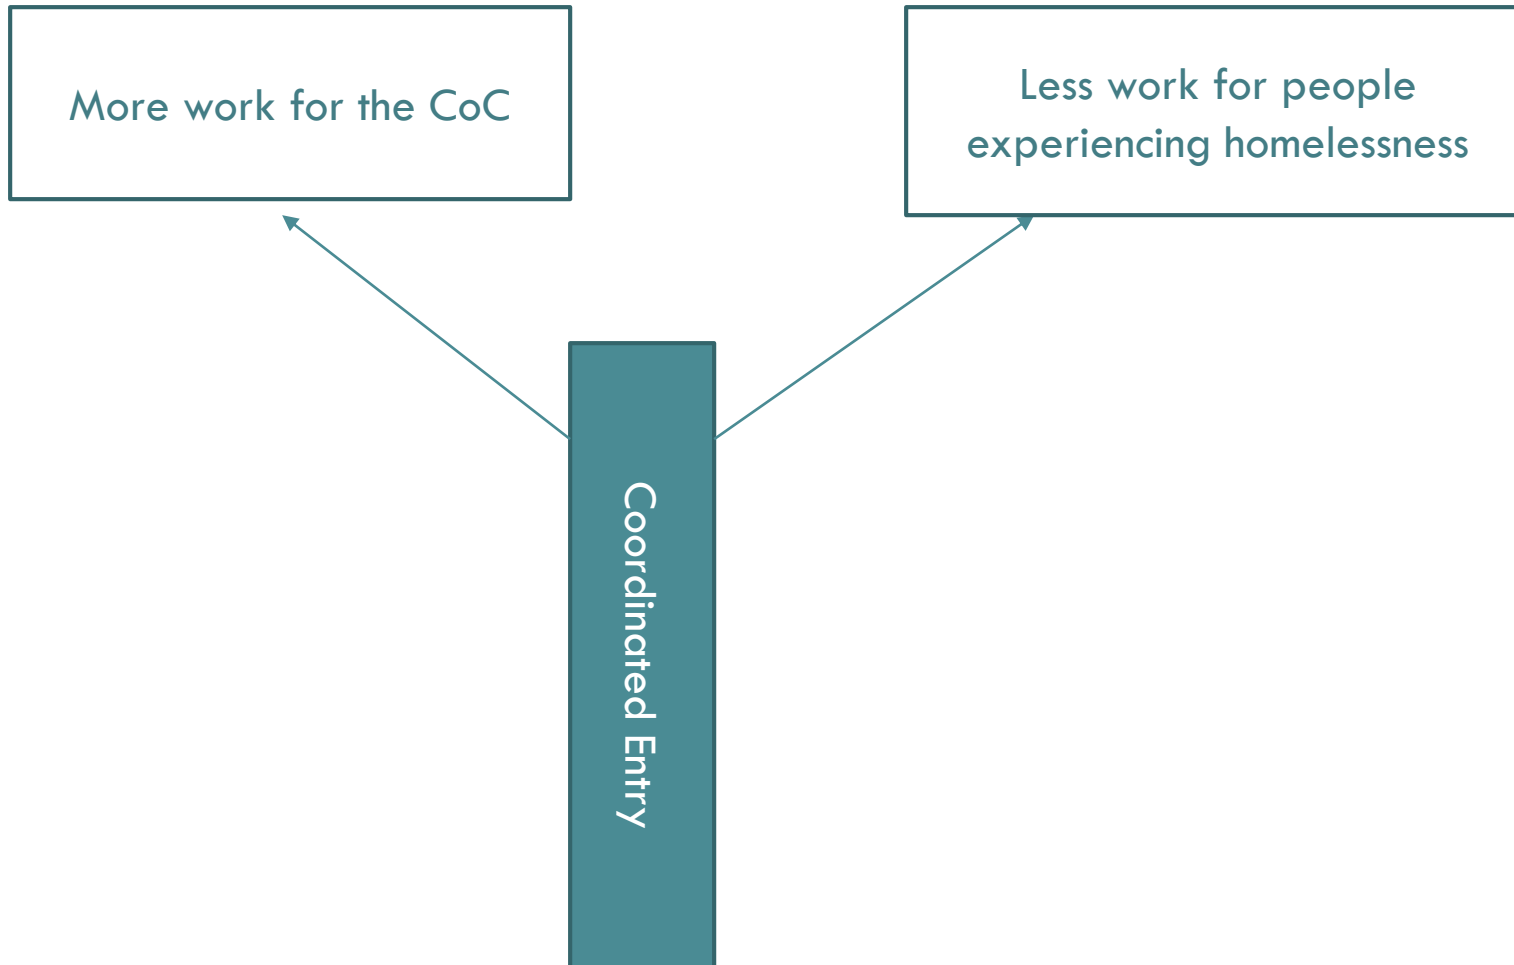 More work for the CoC
Less work for people
experiencing homelessness
Coordinated Entry